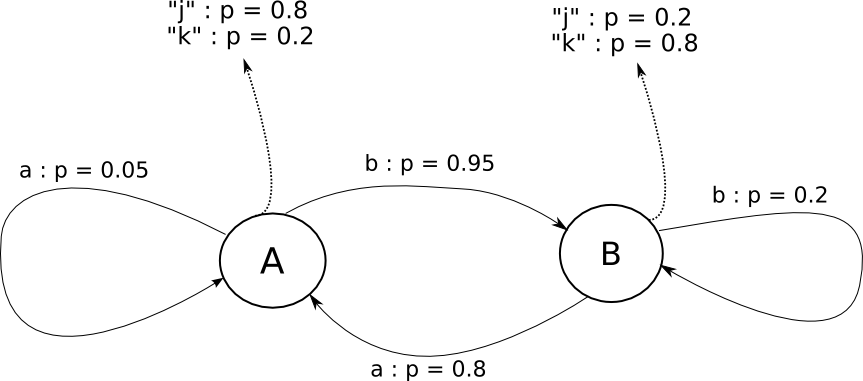 "j" : p = 0.8
"k" : p = 0.2
"j" : p = 0.2
"k" : p = 0.8
a : p = 0.05
b : p = 0.95
b : p = 0.2
A
B
a : p = 0.8